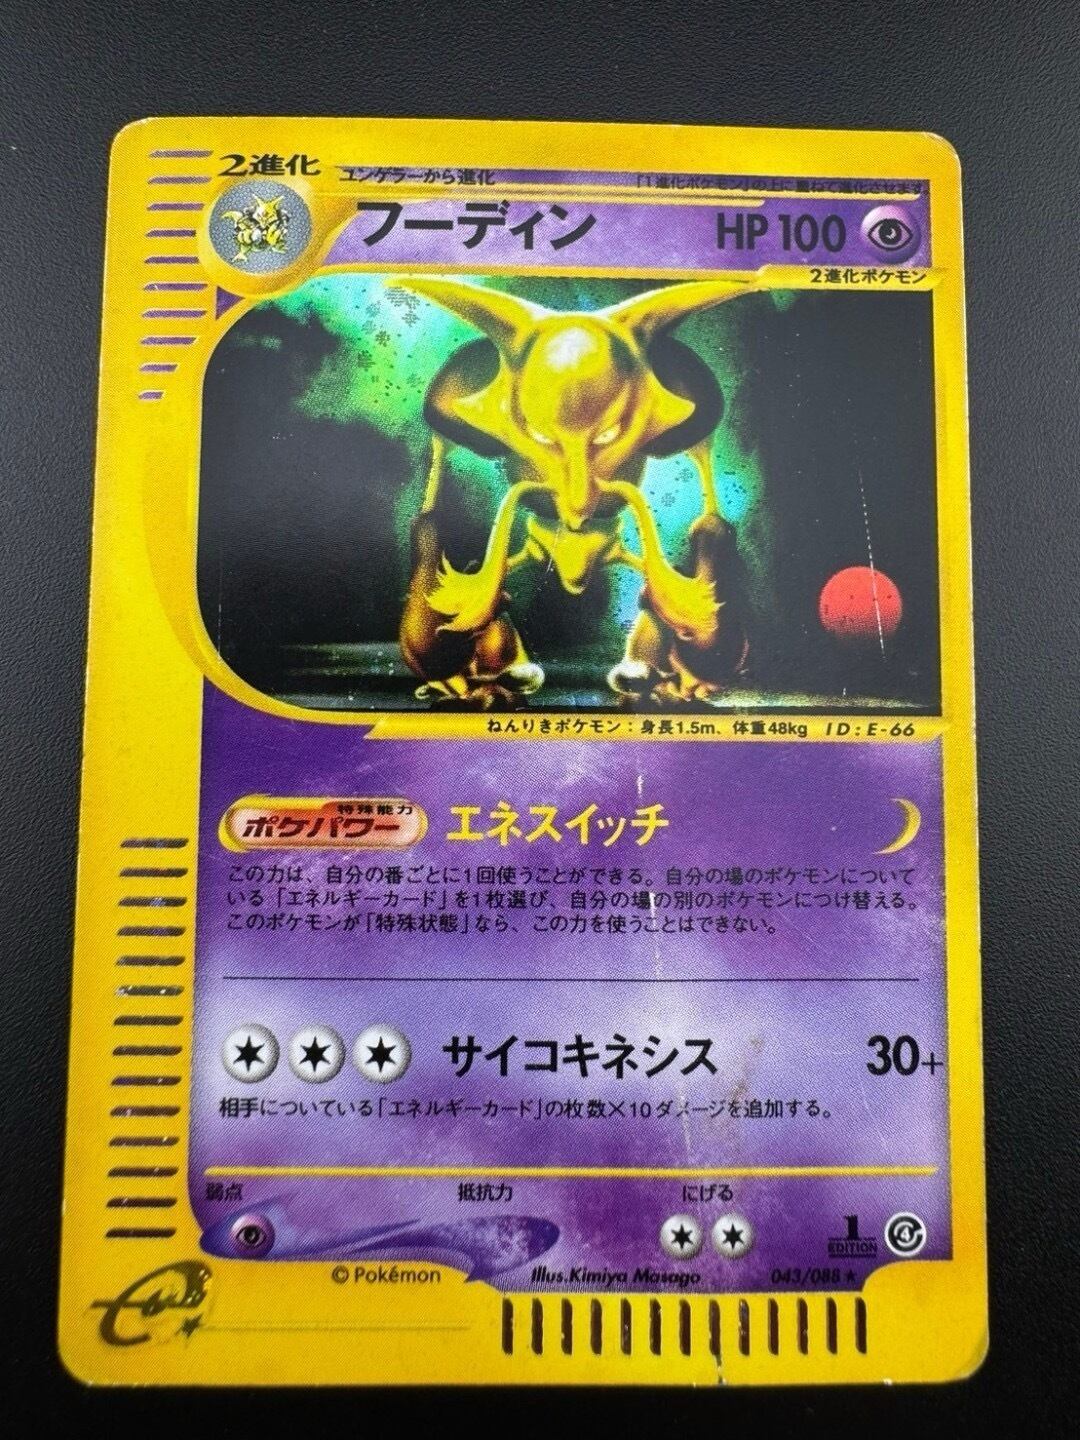 2進化
ユンゲラーから進化
「1進化ポケモン」の上に重ねて進化させます。
フーディン
HP 100
2進化ポケモン
ねんりきポケモン：身長1.5m、体重48kg ID：E-66
特殊能力
ポケパワー
エネスイッチ
この力は、自分の番ごとに1回使うことができる。自分の場のポケモンについて
いる「エネルギーカード」を1枚選び、自分の場の別のポケモンにつけ替える。
このポケモンが「特殊状態」なら、この力を使うことはできない。
サイコキネシス
30+
相手についている「エネルギーカード」の枚数×10ダメージを追加する。
弱点
抵抗力
にげる
1
EDITION
4
© Pokémon
Illus.Kimiya Masago
043/088★